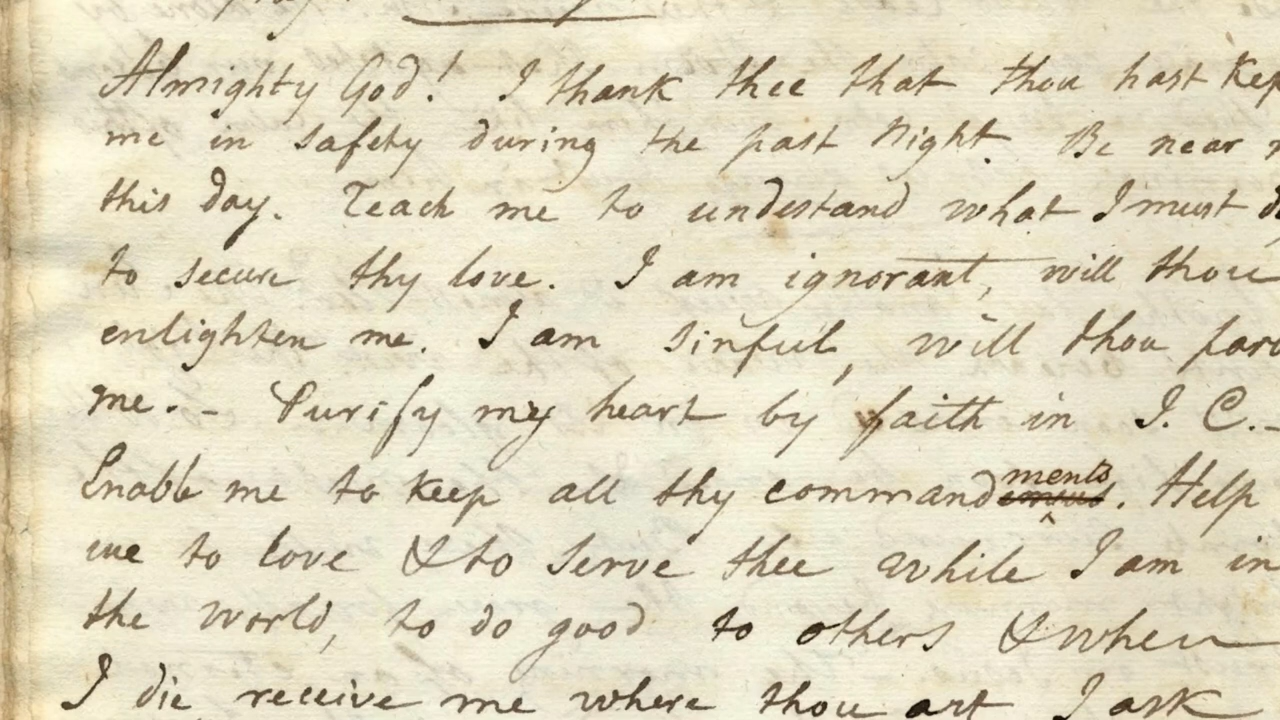 Almighty God! I thank thee that thou hast Kep
me in safety during the past Night. Be near
this day. Teach me to undestand what I must d
to secure thy love. I am ignorant, will thou
enlighten me. I am sinful, will thou pard
me. - Purify my heart by faith in J. C. -
Enable me to Keep all thy commandments. Help
me to love & to serve thee while I am in
the world, to do good to others & when
I die receive me where thou art I ask